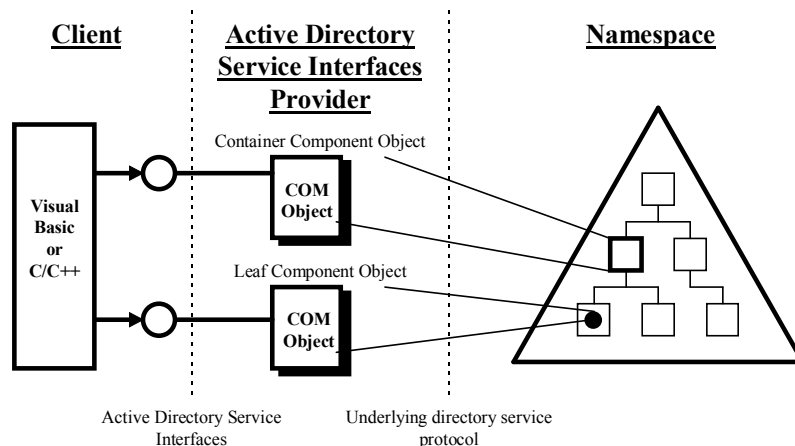 Client
Active Directory
Service Interfaces
Provider
Namespace
Container Component Object
COM
Object
Visual
Basic
or
C/C++
Leaf Component Object
COM
Object
Active Directory Service
Interfaces
Underlying directory service
protocol